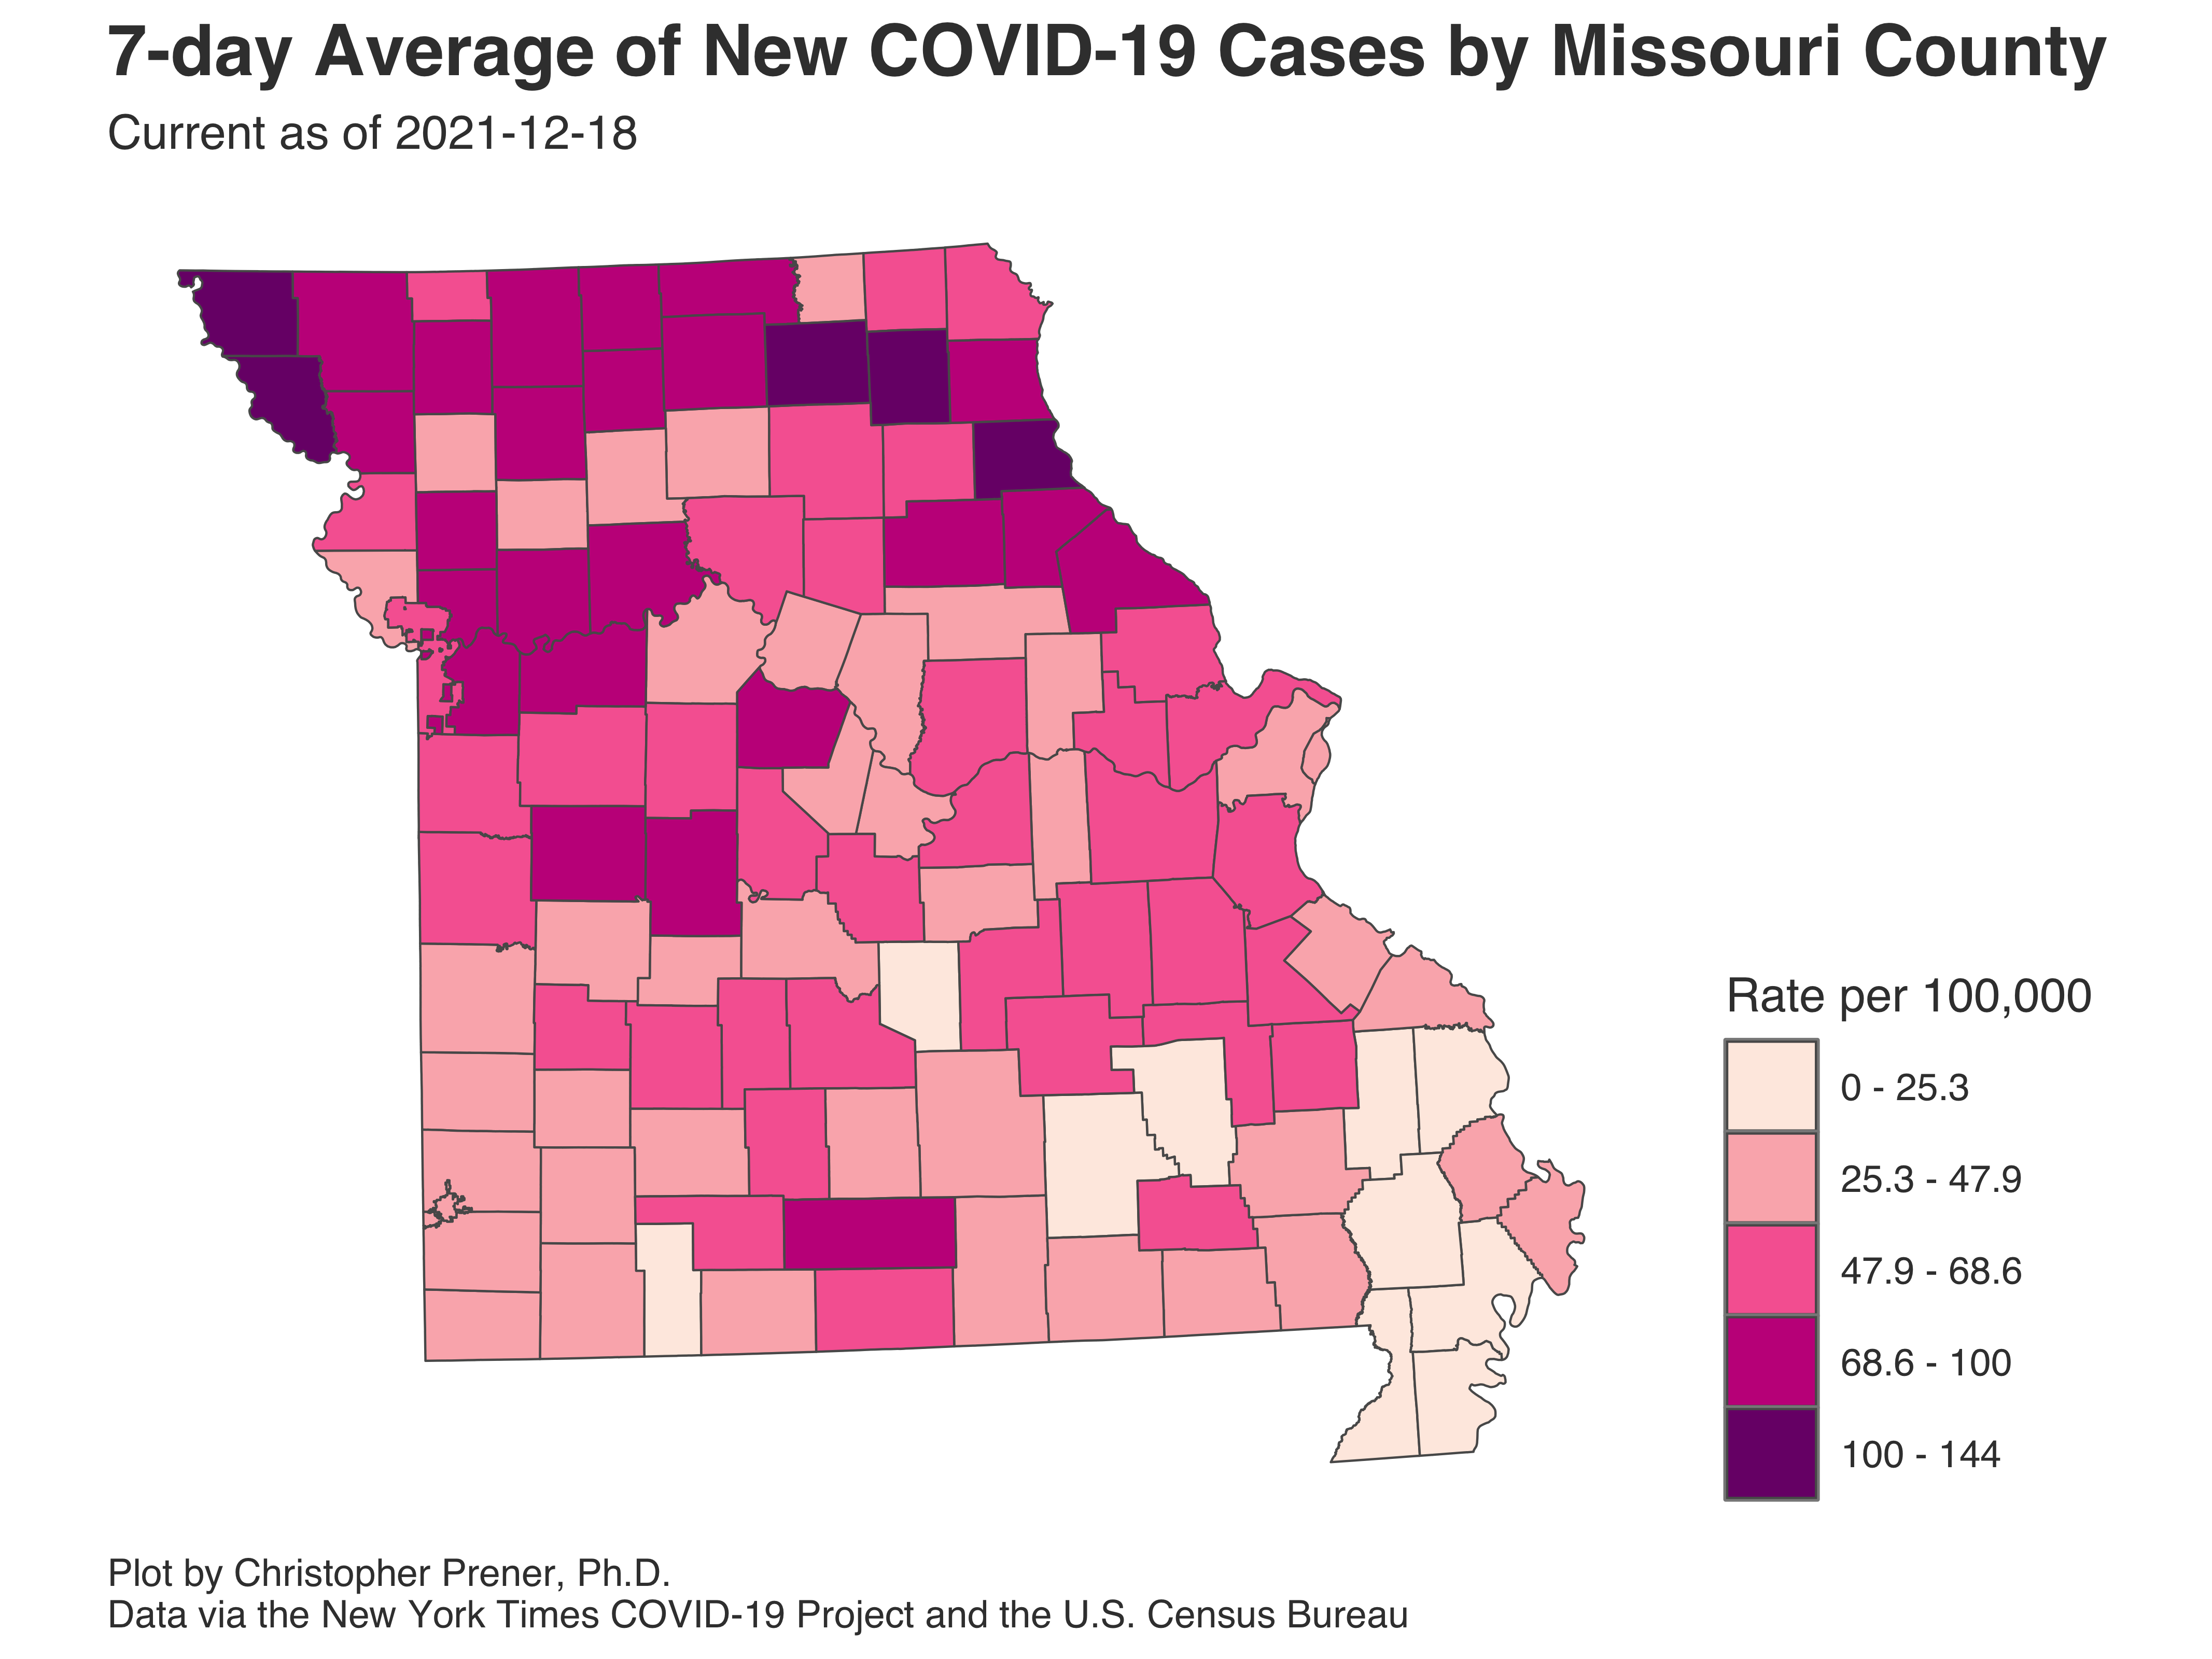 7-day Average of New COVID-19 Cases by Missouri County
Current as of 2021-12-18
Rate per 100,000
0 - 25.3
25.3 - 47.9
47.9 - 68.6
68.6 - 100
100 - 144
Plot by Christopher Prener, Ph.D.
Data via the New York Times COVID-19 Project and the U.S. Census Bureau